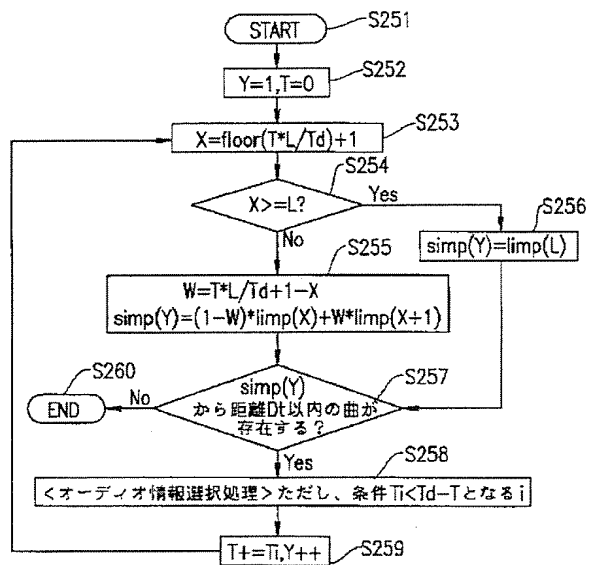 START
S251
Y=1,T=0
S252
X=floor(T*L/Td)+1
S253
X>=L?
S254
Yes
No
simp(Y)=limp(L)
S256
S255
W=T*L/Td+1-X
simp(Y)=(1-W)*limp(X)+W*limp(X+1)
simp(Y)
から距離Dt以内の曲が
存在する?
S257
No
END
S260
Yes
S258
<オーディオ情報選択処理>ただし、条件Ti<Td-Tとなるi
T+=Ti,Y++
S259